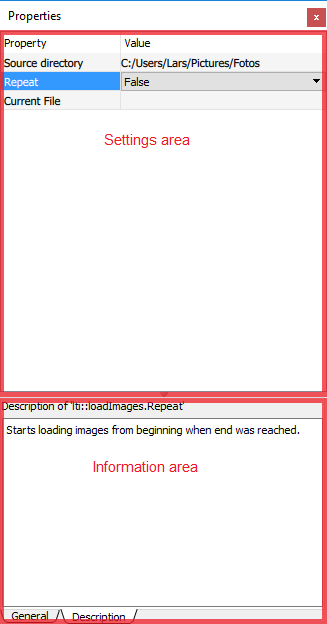 Properties
x
Property Value
Source directory C:/Users/Lars/Pictures/Fotos
Repeat False
Current File
Settings area
Description of 'lti::loadImages.Repeat'
Starts loading images from beginning when end was reached.
Information area
General Description